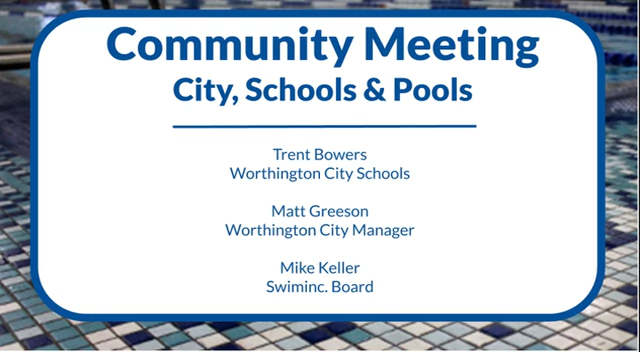 Community Meeting
City, Schools & Pools
Trent Bowers
Worthington City Schools
Matt Greeson
Worthington City Manager
Mike Keller
Swiminc. Board